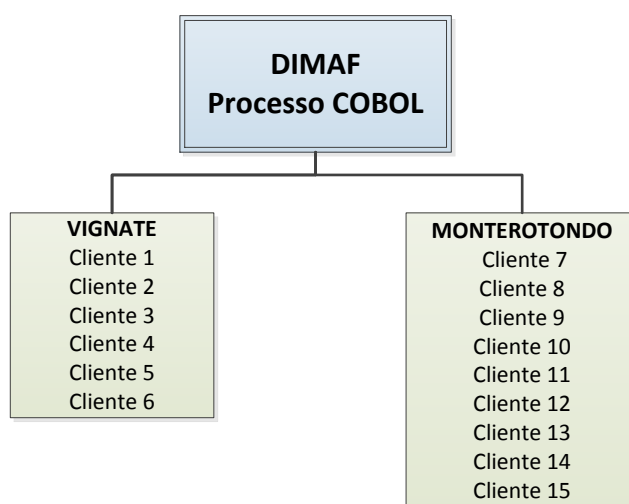 DIMAF
Processo COBOL
VIGNATE
Cliente 1
Cliente 2
Cliente 3
Cliente 4
Cliente 5
Cliente 6
MONTEROTONDO
Cliente 7
Cliente 8
Cliente 9
Cliente 10
Cliente 11
Cliente 12
Cliente 13
Cliente 14
Cliente 15